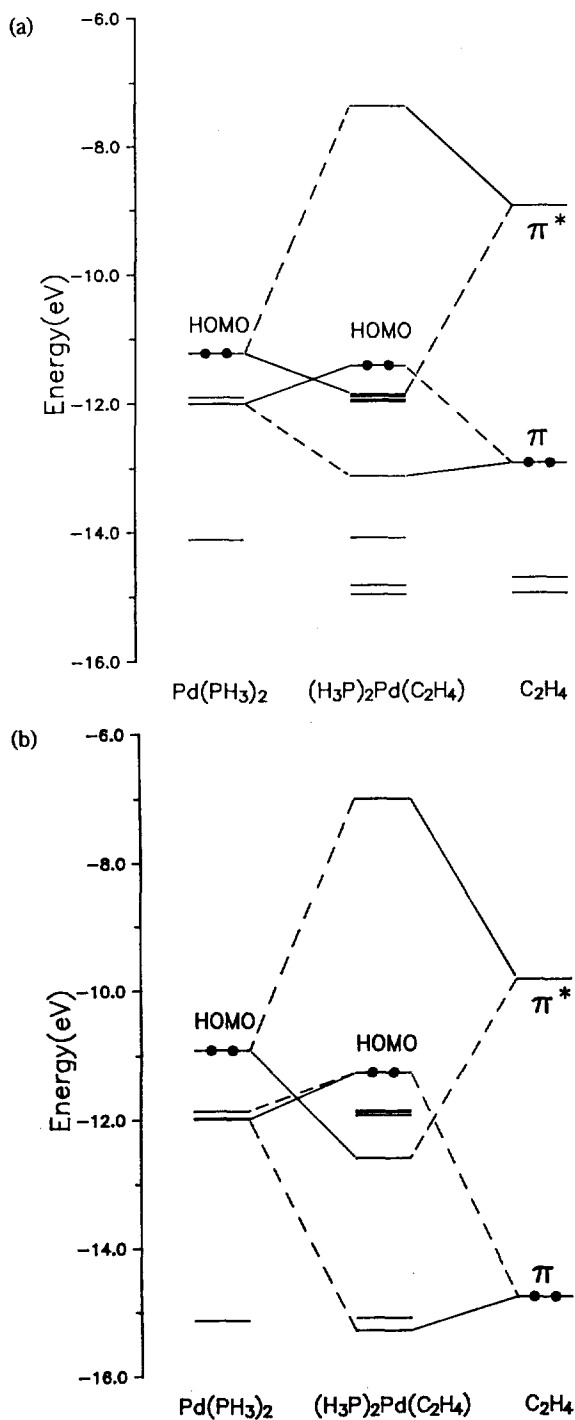 (a)
-6.0
-8.0
π*
-10.0
HOMO HOMO
Energy(eV)
-12.0
π
-14.0
-16.0
Pd(PH₃)₂ (H₃P)₂Pd(C₂H₄) C₂H₄
(b)
-6.0
-8.0
-10.0
π*
HOMO HOMO
Energy(eV)
-12.0
-14.0
π
-16.0
Pd(PH₃)₂ (H₃P)₂Pd(C₂H₄) C₂H₄